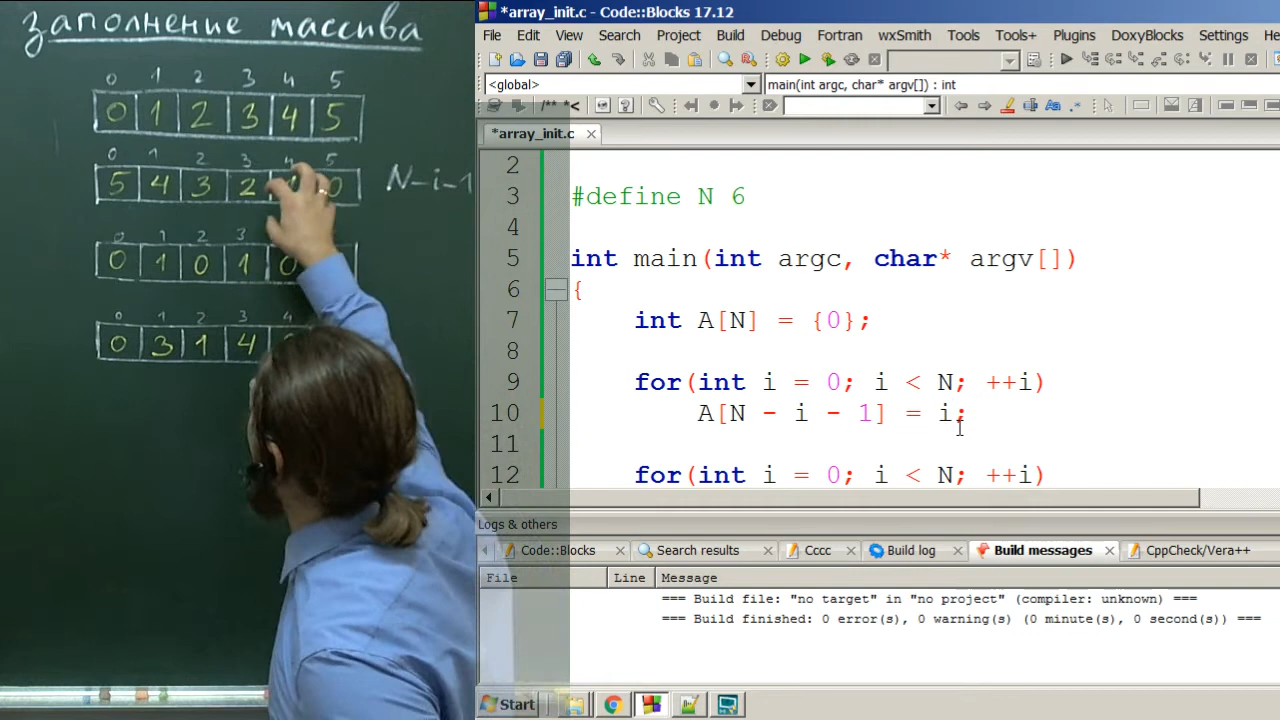 заполнение массива
0 1 2 3 4 5
0 1 2 3 4 5
0 1 2 3 4 5
5 4 3 2 0 N-i-1
0 1 2 3
0 1 0 1 0
0 1 2 3 4
0 3 1 4
*array_init.c - Code::Blocks 17.12
File Edit View Search Project Build Debug Fortran wxSmith Tools Tools+ Plugins DoxyBlocks Settings
<global> main(int argc, char* argv[]) : int
/** *<
*array_init.c
2
3 #define N 6
4
5 int main(int argc, char* argv[])
6 {
7 int A[N] = {0};
8
9 for(int i = 0; i < N; ++i)
10 A[N - i - 1] = i;
11
12 for(int i = 0; i < N; ++i)
Logs & others
Code::Blocks Search results Cccc Build log Build messages CppCheck/Vera++
File Line Message
=== Build file: "no target" in "no project" (compiler: unknown) ===
=== Build finished: 0 error(s), 0 warning(s) (0 minute(s), 0 second(s)) ===
Start